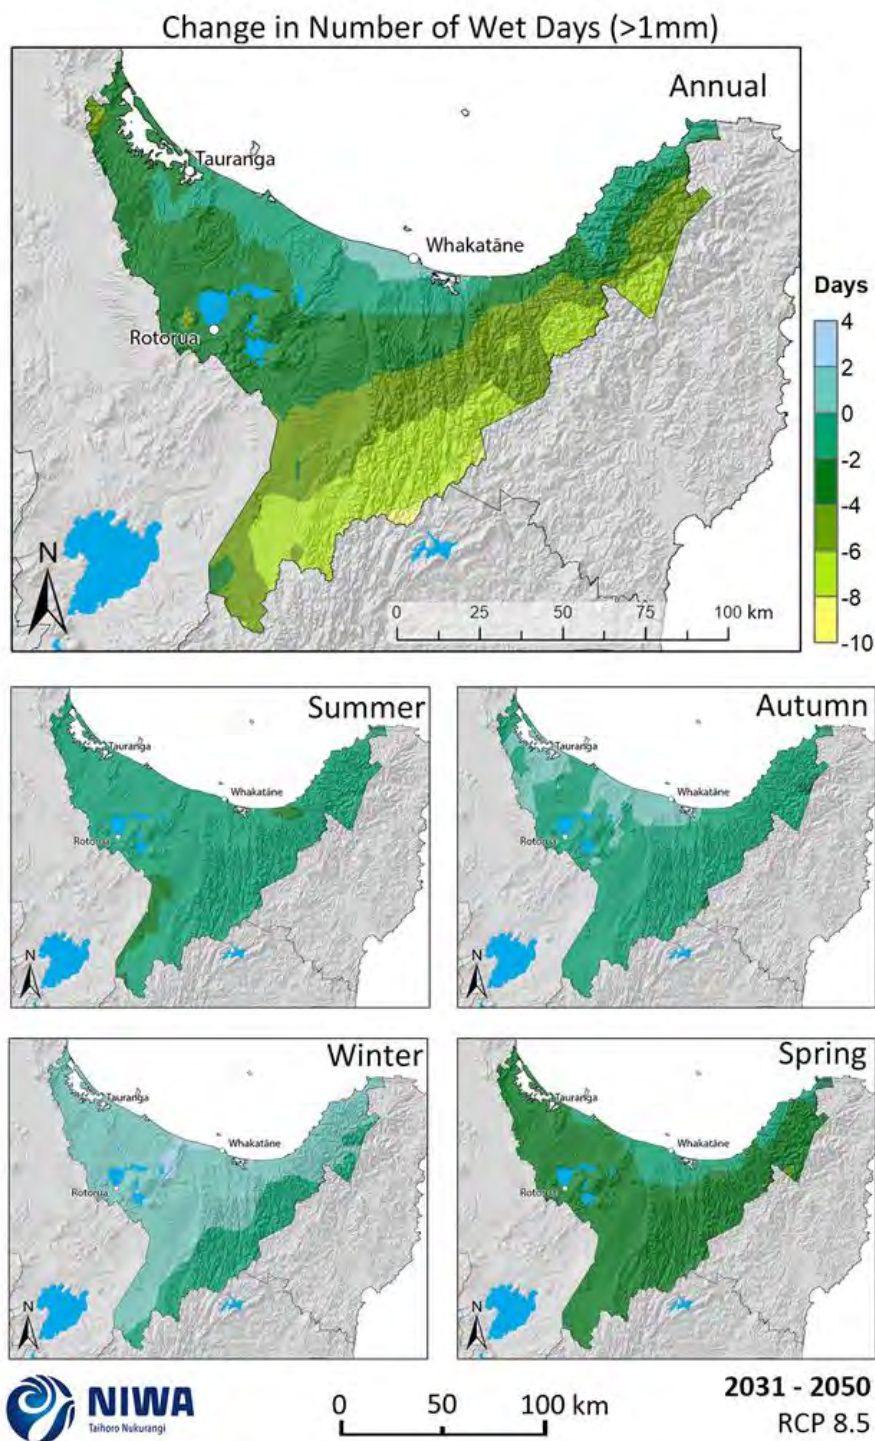 Change in Number of Wet Days (>1mm)
Annual
Tauranga
Whakatāne
Rotorua
Days
4
2
0
-2
-4
-6
-8
-10
N
0 25 50 75 100 km
Summer
Tauranga
Whakatāne
Rotorua
N
Autumn
Tauranga
Whakatāne
Rotorua
N
Winter
Tauranga
Whakatāne
Rotorua
N
Spring
Tauranga
Whakatāne
Rotorua
N
NIWA
Taihoro Nukurangi
0 50 100 km
2031 - 2050
RCP 8.5